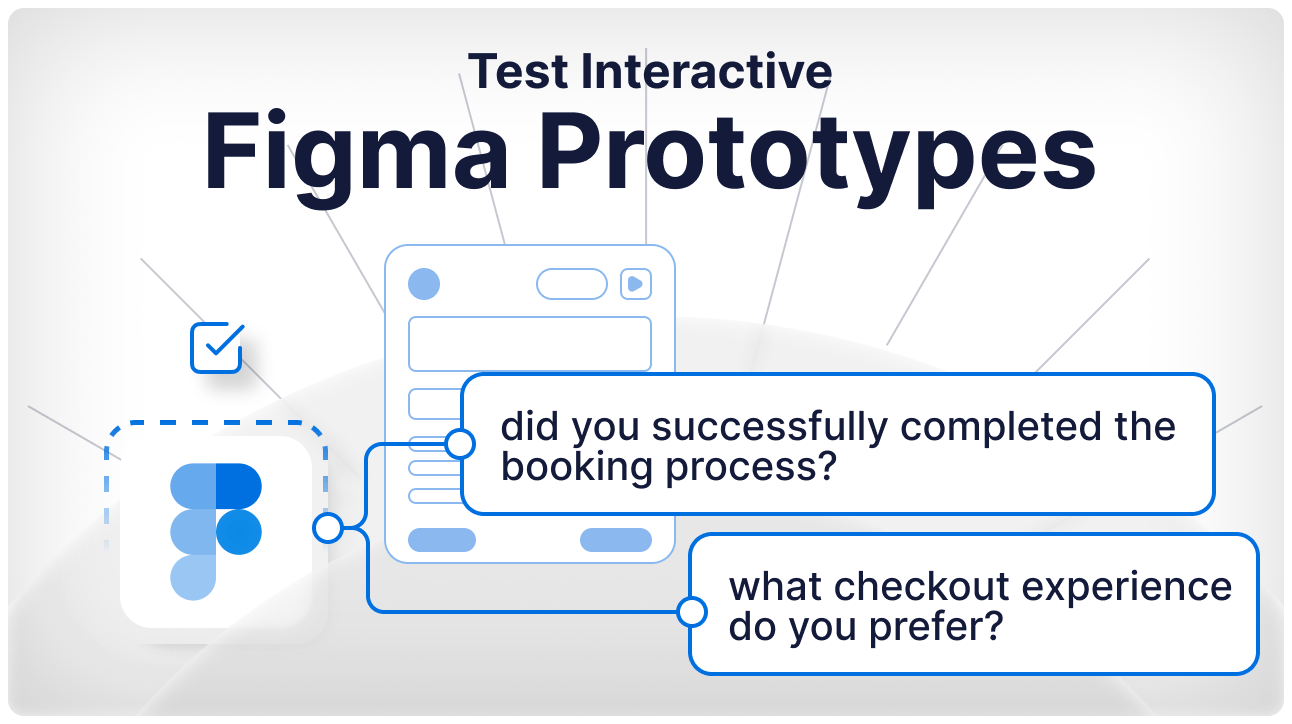 Test Interactive
Figma Prototypes
did you successfully completed the
booking process?
what checkout experience
do you prefer?